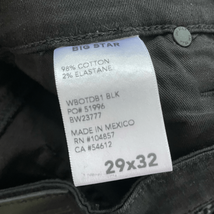 BIG STAR
98% COTTON
2% ELASTANE
WBOTDB1 BLK
PO# 51996
BW23777
MADE IN MEXICO
RN #104857
CA #54612
29x32